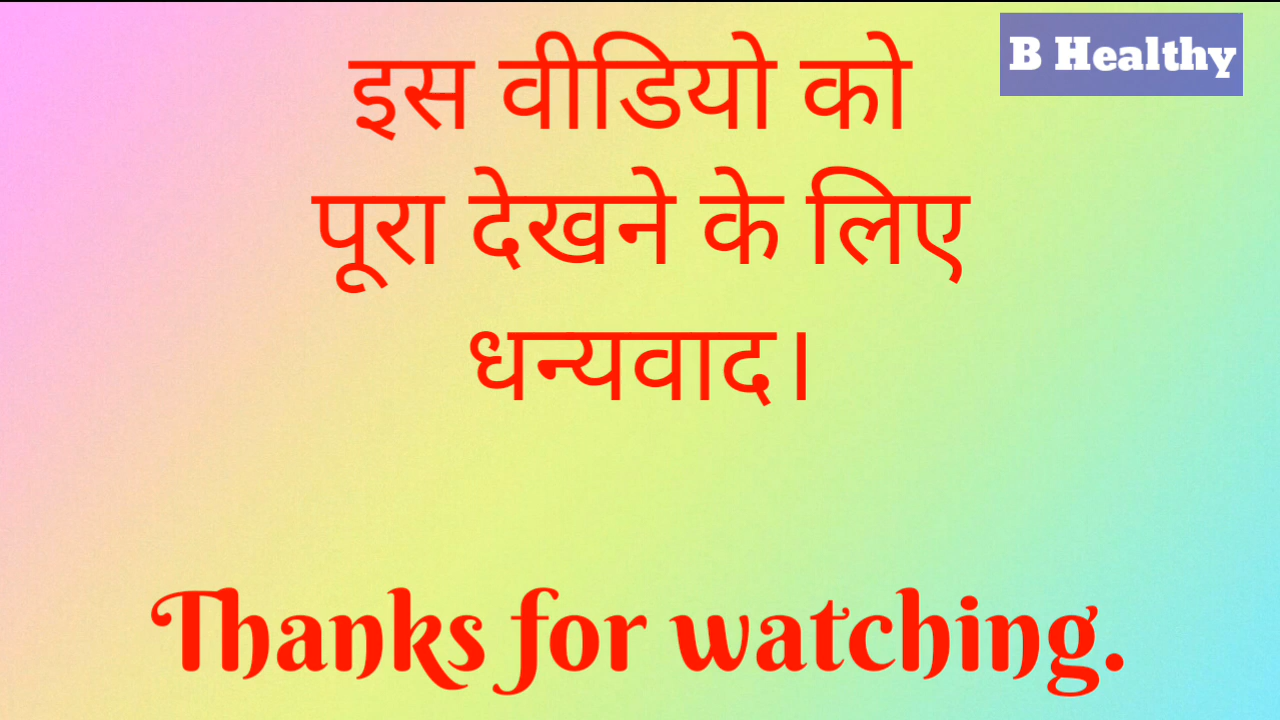 B Healthy
इस वीडियो को
पूरा देखने के लिए
धन्यवाद।
Thanks for watching.